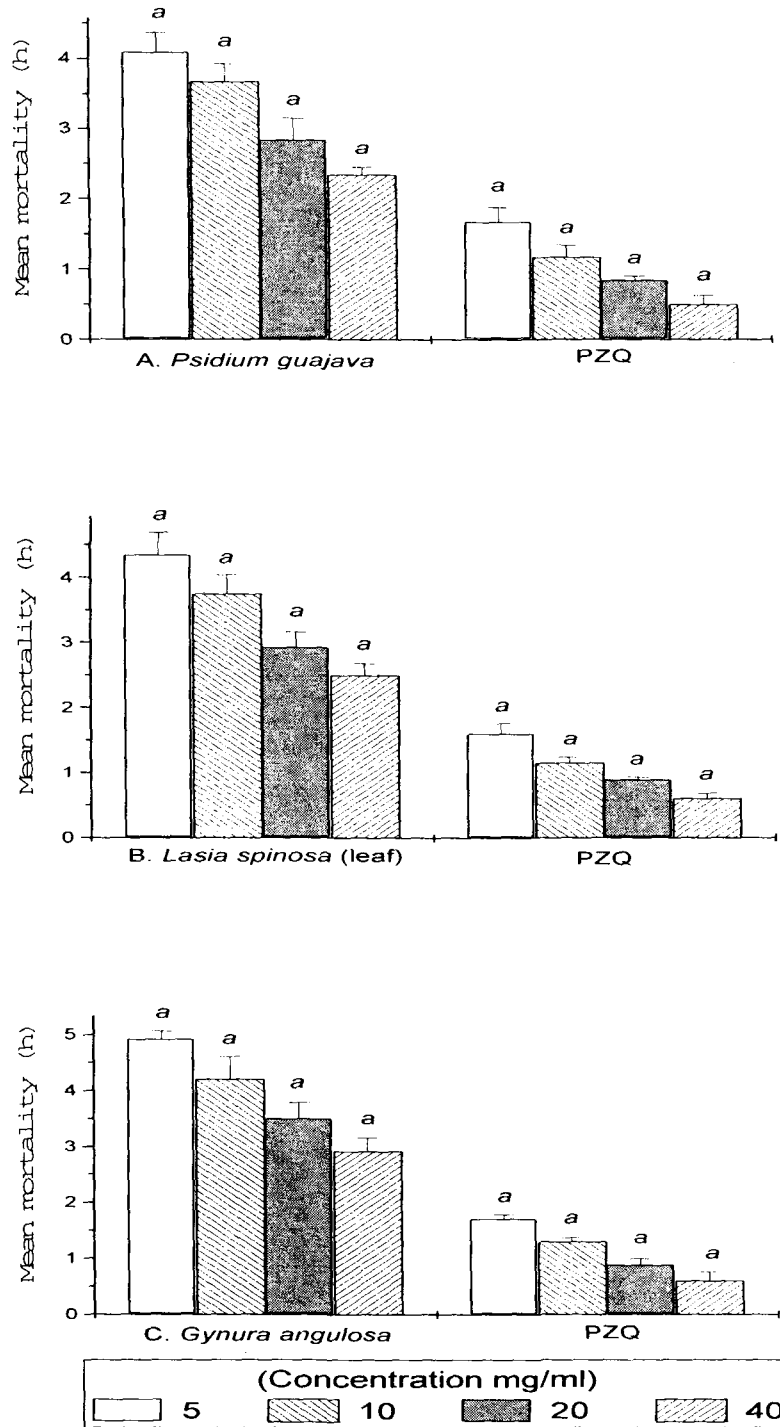 a
a
a
a
a
a
a
a
Mean mortality (h)
4
3
2
1
0
A. Psidium guajava
PZQ
a
a
a
a
a
a
a
a
Mean mortality (h)
4
3
2
1
0
B. Lasia spinosa (leaf)
PZQ
a
a
a
a
a
a
a
a
Mean mortality (h)
5
4
3
2
1
0
C. Gynura angulosa
PZQ
(Concentration mg/ml)
5 10 20 40